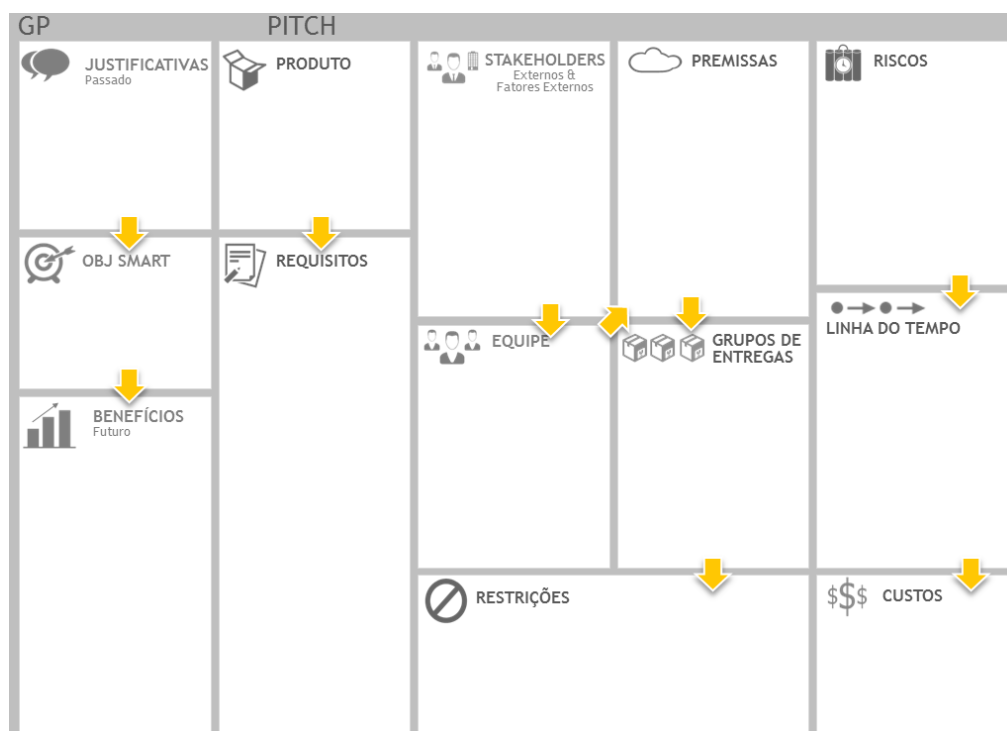 GP
PITCH
JUSTIFICATIVAS
Passado
PRODUTO
STAKEHOLDERS
Externos &
Fatores Externos
PREMISSAS
RISCOS
OBJ SMART
REQUISITOS
EQUIPE
GRUPOS DE
ENTREGAS
LINHA DO TEMPO
BENEFÍCIOS
Futuro
RESTRIÇÕES
$$$ CUSTOS